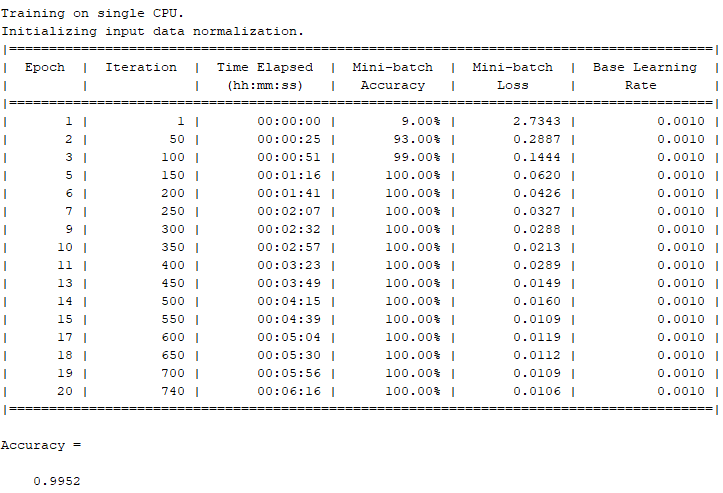 Training on single CPU.
Initializing input data normalization.
|========================================================================================|
|  Epoch  |  Iteration  |  Time Elapsed  |  Mini-batch  |  Mini-batch  |  Base Learning  |
|         |             |   (hh:mm:ss)   |   Accuracy   |     Loss     |      Rate       |
|========================================================================================|
|       1 |           1 |       00:00:00 |        9.00% |       2.7343 |          0.0010 |
|       2 |          50 |       00:00:25 |       93.00% |       0.2887 |          0.0010 |
|       3 |         100 |       00:00:51 |       99.00% |       0.1444 |          0.0010 |
|       5 |         150 |       00:01:16 |      100.00% |       0.0620 |          0.0010 |
|       6 |         200 |       00:01:41 |      100.00% |       0.0426 |          0.0010 |
|       7 |         250 |       00:02:07 |      100.00% |       0.0327 |          0.0010 |
|       9 |         300 |       00:02:32 |      100.00% |       0.0288 |          0.0010 |
|      10 |         350 |       00:02:57 |      100.00% |       0.0213 |          0.0010 |
|      11 |         400 |       00:03:23 |      100.00% |       0.0289 |          0.0010 |
|      13 |         450 |       00:03:49 |      100.00% |       0.0149 |          0.0010 |
|      14 |         500 |       00:04:15 |      100.00% |       0.0160 |          0.0010 |
|      15 |         550 |       00:04:39 |      100.00% |       0.0109 |          0.0010 |
|      17 |         600 |       00:05:04 |      100.00% |       0.0119 |          0.0010 |
|      18 |         650 |       00:05:30 |      100.00% |       0.0112 |          0.0010 |
|      19 |         700 |       00:05:56 |      100.00% |       0.0109 |          0.0010 |
|      20 |         740 |       00:06:16 |      100.00% |       0.0106 |          0.0010 |
|========================================================================================|
Accuracy =
0.9952